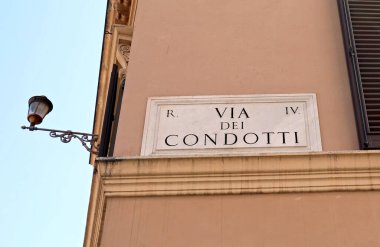 R. VIA IV.
DEI
CONDOTTI